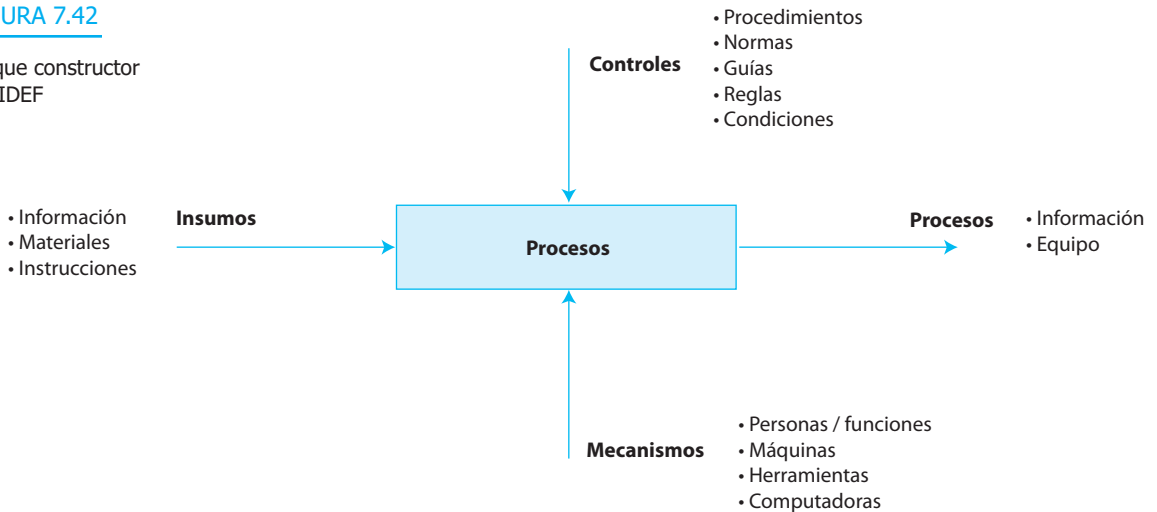 URA 7.42
que constructor
IDEF
Controles
• Procedimientos
• Normas
• Guías
• Reglas
• Condiciones
• Información
• Materiales
• Instrucciones
Insumos
Procesos
Procesos
• Información
• Equipo
Mecanismos
• Personas / funciones
• Máquinas
• Herramientas
• Computadoras